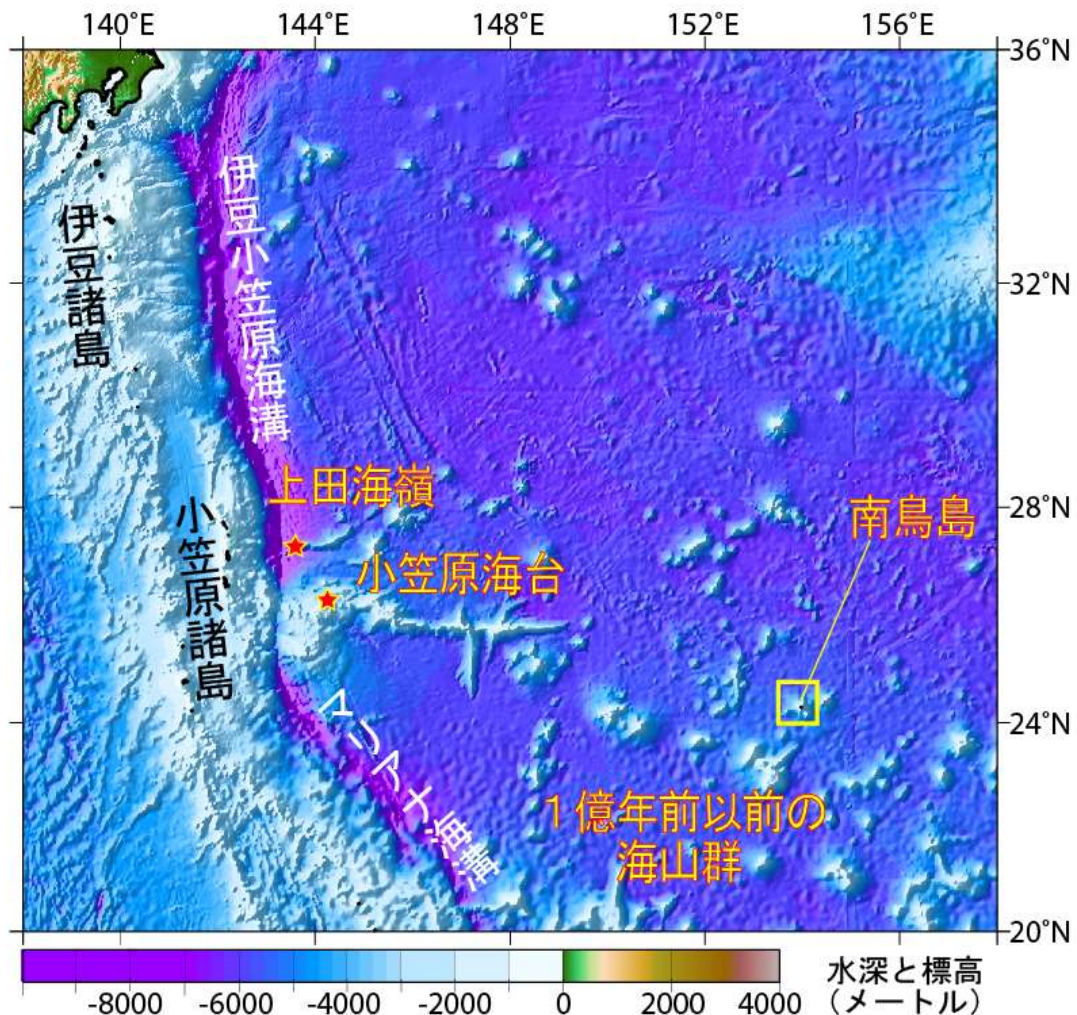 140°E 144°E 148°E 152°E 156°E
36°N
伊豆小笠原海溝
伊豆諸島
32°N
上田海嶺
南鳥島
28°N
小笠原諸島
小笠原海台
マリアナ海溝
24°N
１億年前以前の
海山群
20°N
-8000 -6000 -4000 -2000 0 2000 4000
水深と標高
（メートル）